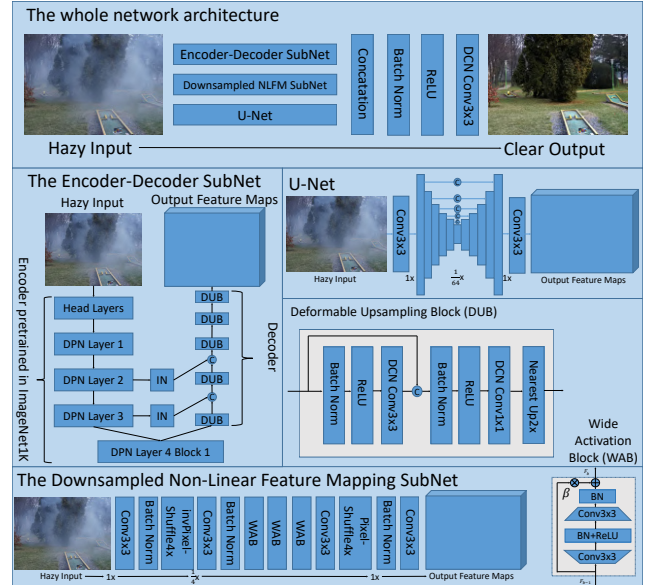 The whole network architecture
Encoder-Decoder SubNet
Downsampled NLFM SubNet
U-Net
Concatation
Batch Norm
ReLU
DCN Conv3x3
Hazy Input
Clear Output
The Encoder-Decoder SubNet
Hazy Input
Output Feature Maps
Encoder pretrained in ImageNet1K
Head Layers
DPN Layer 1
DPN Layer 2
IN
DPN Layer 3
IN
DPN Layer 4 Block 1
DUB
DUB
DUB
C
DUB
C
DUB
Decoder
U-Net
Hazy Input
Conv3x3
1x
C
C
C
C
1/64 x
1x
Conv3x3
Output Feature Maps
Deformable Upsampling Block (DUB)
Batch Norm
ReLU
DCN Conv3x3
C
Batch Norm
ReLU
DCN Conv1x1
Nearest Up2x
The Downsampled Non-Linear Feature Mapping SubNet
Conv3x3
Batch Norm
invPixel-
Shuffle4x
Conv3x3
Batch Norm
WAB
WAB
WAB
Conv3x3
Pixel-
Shuffle4x
Batch Norm
Conv3x3
Hazy Input
1x
1/4 x
1x
Output Feature Maps
Wide
Activation
Block (WAB)
β
BN
Conv3x3
BN+ReLU
Conv3x3